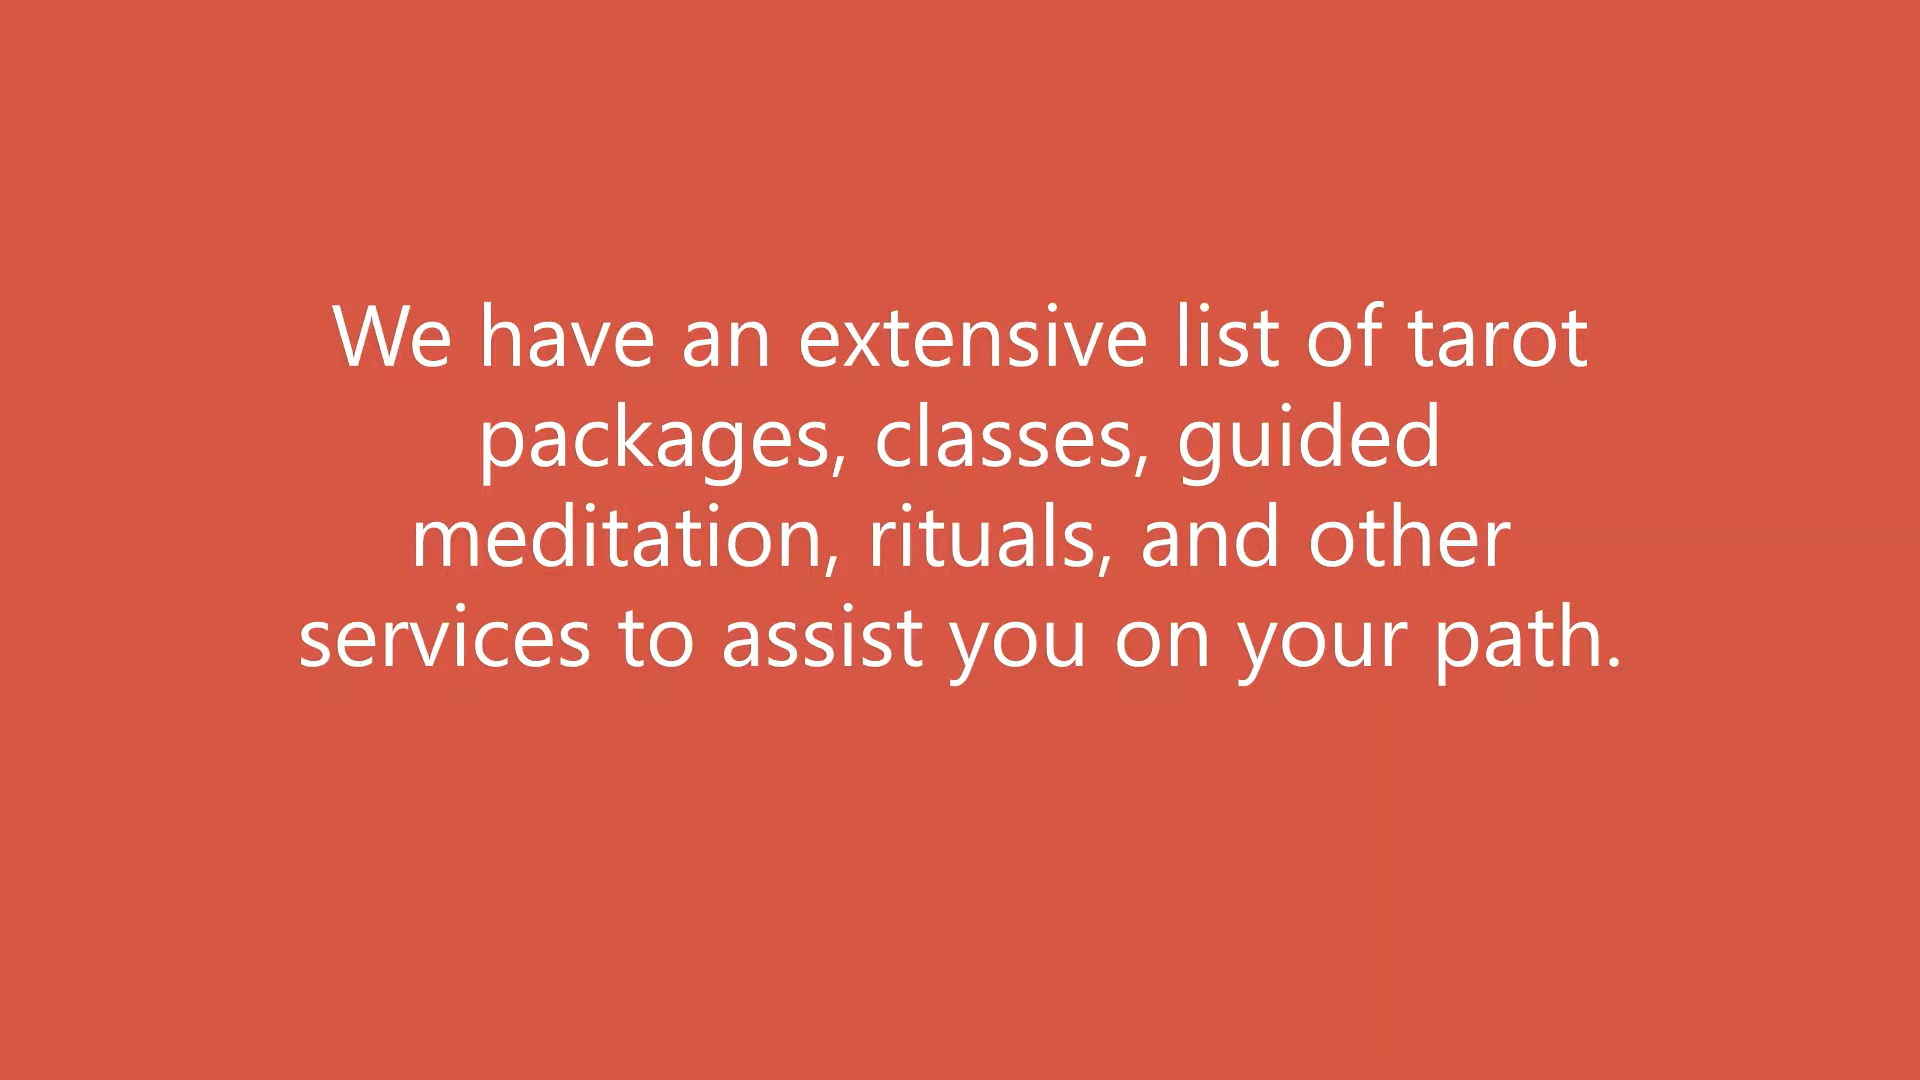 We have an extensive list of tarot
packages, classes, guided
meditation, rituals, and other
services to assist you on your path.